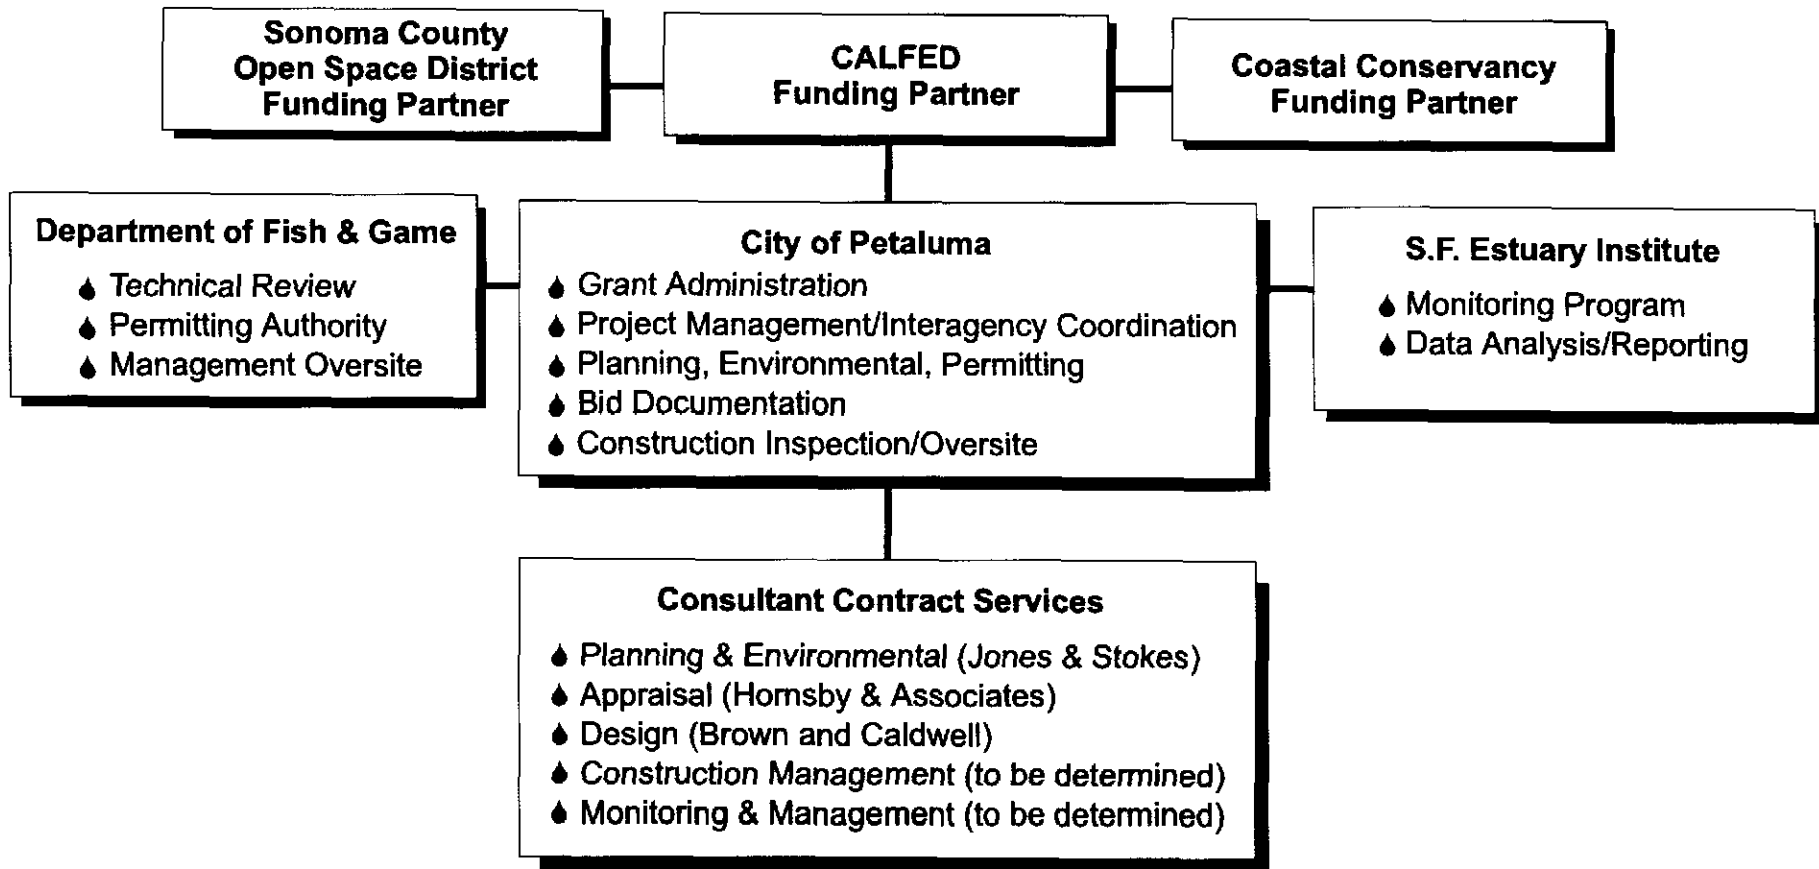 Sonoma County
Open Space District
Funding Partner
CALFED
Funding Partner
Coastal Conservancy
Funding Partner
Department of Fish & Game
Technical Review
Permitting Authority
Management Oversite
City of Petaluma
Grant Administration
Project Management/Interagency Coordination
Planning, Environmental, Permitting
Bid Documentation
Construction Inspection/Oversite
S.F. Estuary Institute
Monitoring Program
Data Analysis/Reporting
Consultant Contract Services
Planning & Environmental (Jones & Stokes)
Appraisal (Hornsby & Associates)
Design (Brown and Caldwell)
Construction Management (to be determined)
Monitoring & Management (to be determined)